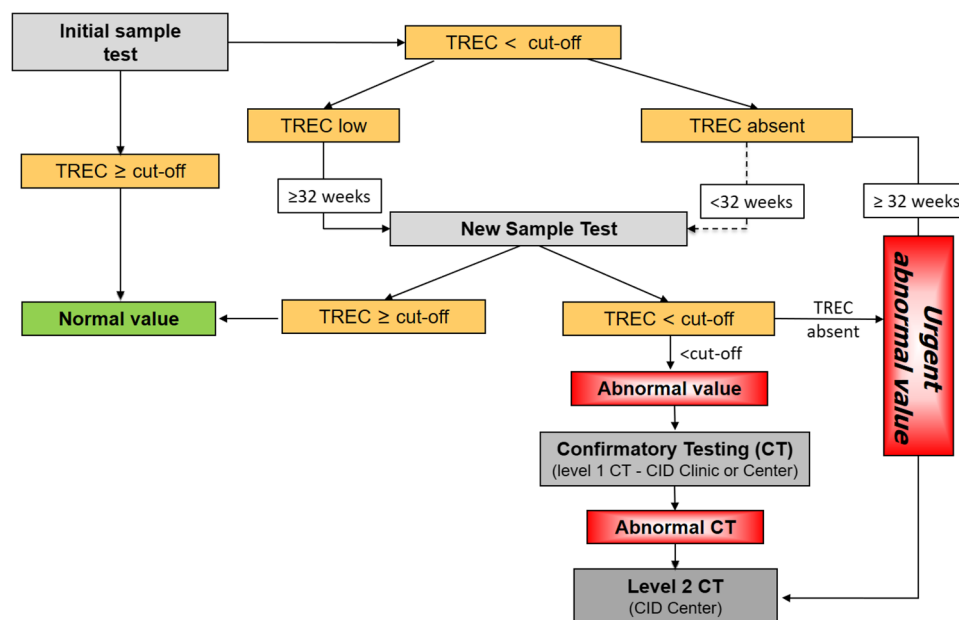 Initial sample
test
TREC < cut-off
TREC low
TREC absent
TREC ≥ cut-off
≥32 weeks
<32 weeks
≥ 32 weeks
New Sample Test
Normal value
TREC ≥ cut-off
TREC < cut-off
TREC
absent
Urgent
abnormal value
<cut-off
Abnormal value
Confirmatory Testing (CT)
(level 1 CT - CID Clinic or Center)
Abnormal CT
Level 2 CT
(CID Center)